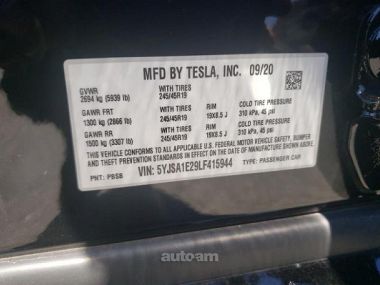 MFD BY TESLA, INC. 09/20
GVWR
2694 kg (5939 lb)
WITH TIRES
245/45R19
GAWR FRT
1300 kg (2866 lb)
WITH TIRES
245/45R19
RIM
19X8.5 J
COLD TIRE PRESSURE
310 kPa, 45 psi
GAWR RR
1500 kg (3307 lb)
WITH TIRES
245/45R19
RIM
19X8.5 J
COLD TIRE PRESSURE
310 kPa, 45 psi
THIS VEHICLE CONFORMS TO ALL APPLICABLE FEDERAL MOTOR VEHICLE SAFETY, BUMPER
AND THEFT PREVENTION STANDARDS IN EFFECT ON THE DATE OF MANUFACTURE SHOWN ABOVE.
PNT: PBSB
VIN: 5YJSA1E29LF415944
TYPE: PASSENGER CAR
autoam